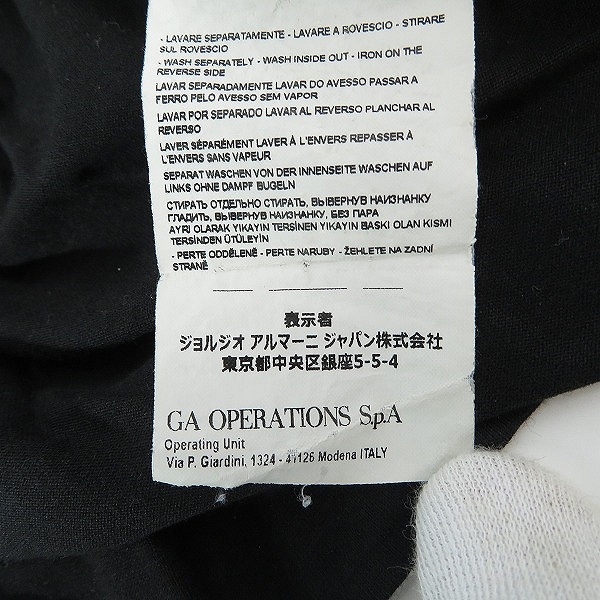 - LAVARE SEPARATAMENTE - LAVARE A ROVESCIO - STIRARE
SUL ROVESCIO
- WASH SEPARATELY - WASH INSIDE OUT - IRON ON THE
REVERSE SIDE
LAVAR SEPARADAMENTE LAVAR DO AVESSO PASSAR A
FERRO PELO AVESSO SEM VAPOR
LAVAR POR SEPARADO LAVAR AL REVERSO PLANCHAR AL
REVERSO
LAVER SÉPARÉMENT LAVER À L'ENVERS REPASSER À
L'ENVERS SANS VAPEUR
SEPARAT WASCHEN VON DER INNENSEITE WASCHEN AUF
LINKS OHNE DAMPF BUGELN
СТИРАТЬ ОТДЕЛЬНО СТИРАТЬ, ВЫВЕРНУВ НАИЗНАНКУ
ГЛАДИТЬ, ВЫВЕРНУВ НАИЗНАНКУ, БЕЗ ПАРА
AYRI OLARAK YIKAYIN TERSINEN YIKAYIN BASKI OLAN KISMI
TERSINDEN ÜTÜLEYIN
- PERTE ODDĚLENĚ - PERTE NARUBY - ŽEHLETE NA ZADNÍ
STRANĚ
表示者
ジョルジオ アルマーニ ジャパン株式会社
東京都中央区銀座5-5-4
GA OPERATIONS S.p.A
Operating Unit
Via P. Giardini, 1324 - 41126 Modena ITALY